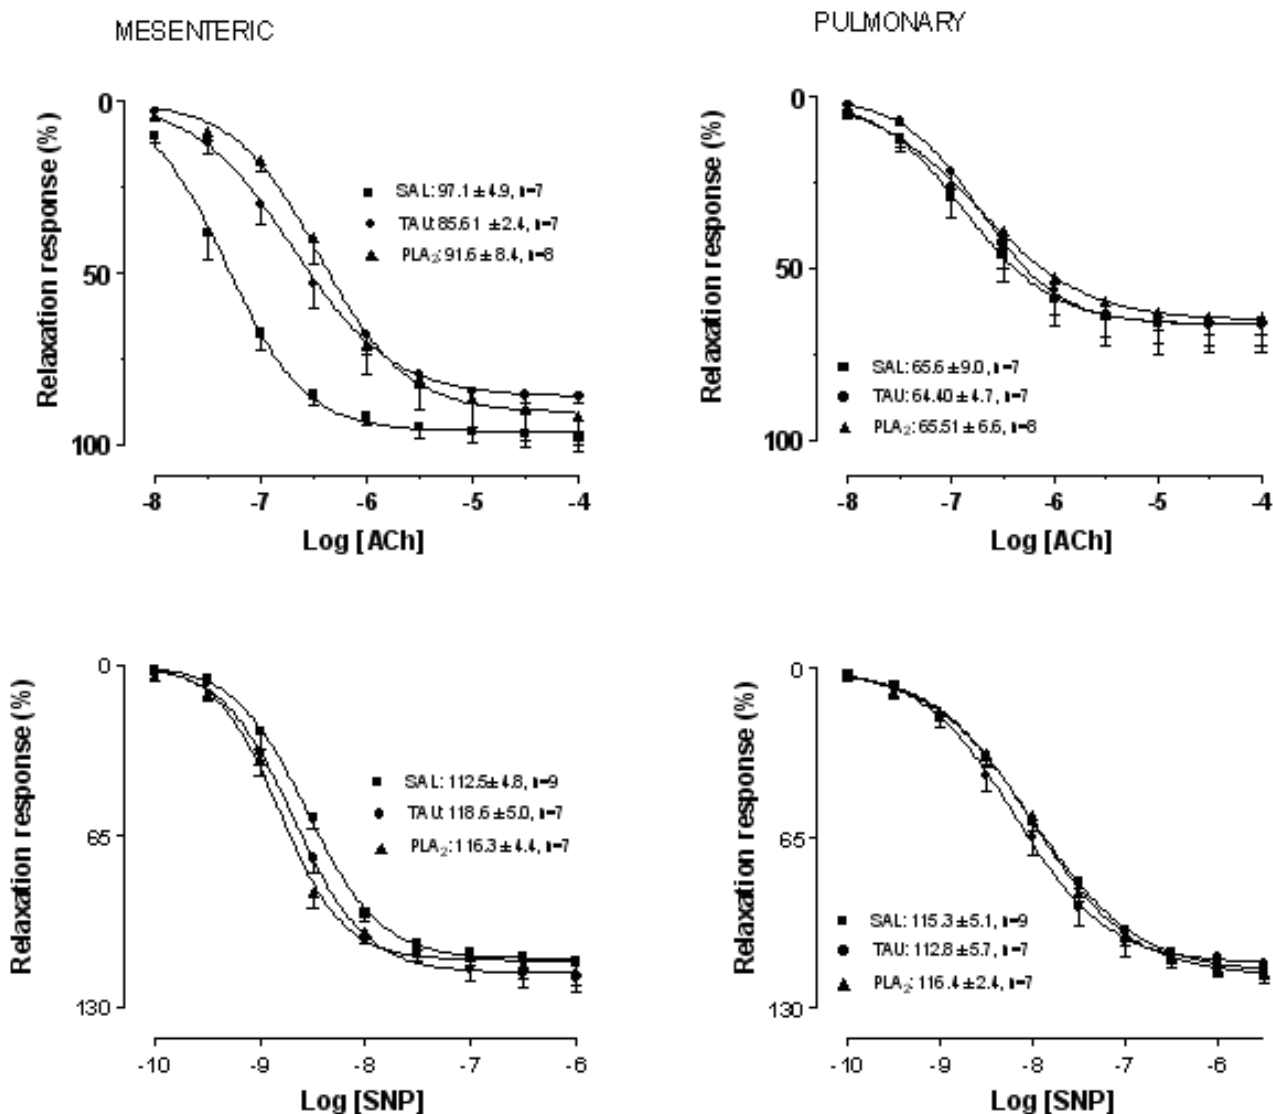 MESENTERIC
PULMONARY
Relaxation response (%)
0
50
100
SAL: 97.1 ± 4.9, n=7
TAU: 85.61 ± 2.4, n=7
PLA₂: 91.6 ± 8.4, n=8
-8
-7
-6
-5
-4
Log [ACh]
Relaxation response (%)
0
50
100
SAL: 65.6 ± 9.0, n=7
TAU: 64.40 ± 4.7, n=7
PLA₂: 65.51 ± 6.6, n=8
-8
-7
-6
-5
-4
Log [ACh]
Relaxation response (%)
0
65
130
SAL: 112.5 ± 4.8, n=9
TAU: 118.6 ± 5.0, n=7
PLA₂: 116.3 ± 4.4, n=7
-10
-9
-8
-7
-6
Log [SNP]
Relaxation response (%)
0
65
130
SAL: 115.3 ± 5.1, n=9
TAU: 112.8 ± 5.7, n=7
PLA₂: 116.4 ± 2.4, n=7
-10
-9
-8
-7
-6
Log [SNP]